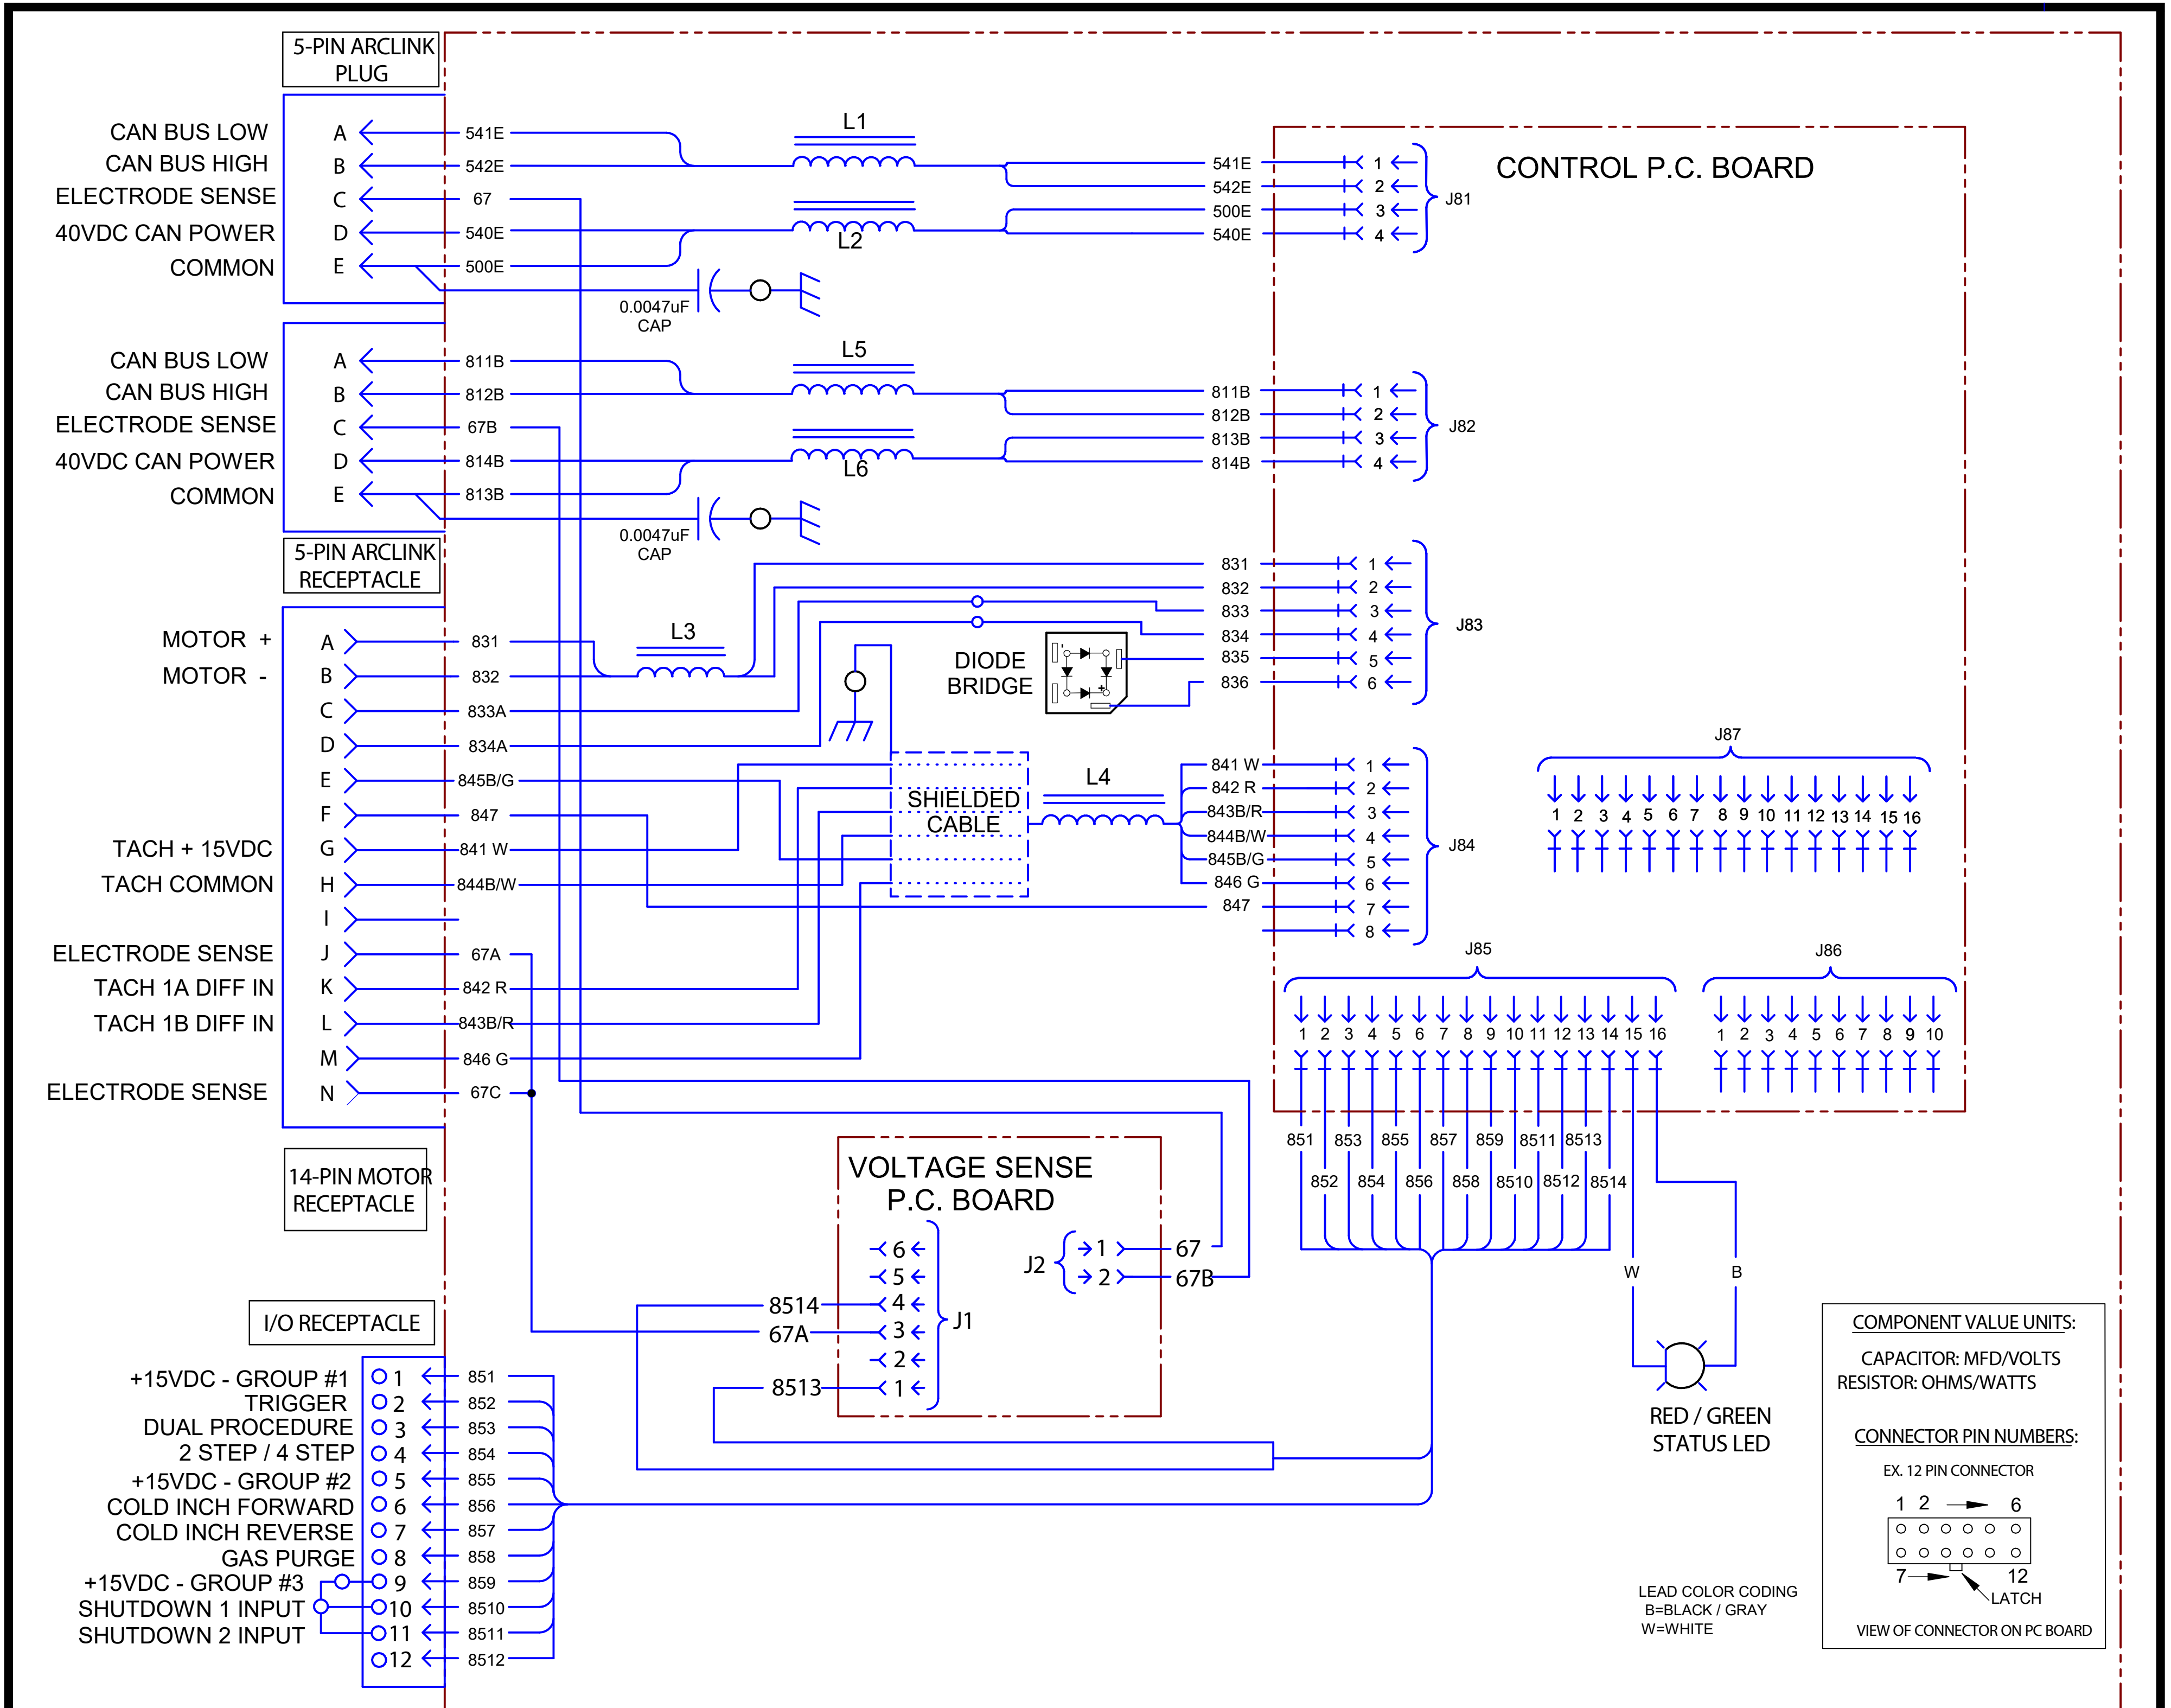 5-PIN ARCLINK
PLUG
CAN BUS LOW A 541E
CAN BUS HIGH B 542E
ELECTRODE SENSE C 67
40VDC CAN POWER D 540E
COMMON E 500E
L1
L2
0.0047uF
CAP
541E 1
542E 2
500E 3
540E 4
J81
CONTROL P.C. BOARD
CAN BUS LOW A 811B
CAN BUS HIGH B 812B
ELECTRODE SENSE C 67B
40VDC CAN POWER D 814B
COMMON E 813B
L5
L6
0.0047uF
CAP
811B 1
812B 2
813B 3
814B 4
J82
5-PIN ARCLINK
RECEPTACLE
MOTOR + A 831
MOTOR - B 832
C 833A
D 834A
E 845B/G
F 847
TACH + 15VDC G 841 W
TACH COMMON H 844B/W
I
ELECTRODE SENSE J 67A
TACH 1A DIFF IN K 842 R
TACH 1B DIFF IN L 843B/R
M 846 G
ELECTRODE SENSE N 67C
L3
DIODE
BRIDGE
- +
831 1
832 2
833 3
834 4
835 5
836 6
J83
SHIELDED
CABLE
L4
841 W 1
842 R 2
843B/R 3
844B/W 4
845B/G 5
846 G 6
847 7
8
J84
J87
1 2 3 4 5 6 7 8 9 10 11 12 13 14 15 16
J85
1 2 3 4 5 6 7 8 9 10 11 12 13 14 15 16
J86
1 2 3 4 5 6 7 8 9 10
851 853 855 857 859 8511 8513
852 854 856 858 8510 8512 8514
W B
RED / GREEN
STATUS LED
14-PIN MOTOR
RECEPTACLE
VOLTAGE SENSE
P.C. BOARD
6
5
8514 4
67A 3
2
8513 1
J1
J2
1 67
2 67B
I/O RECEPTACLE
+15VDC - GROUP #1 1 851
TRIGGER 2 852
DUAL PROCEDURE 3 853
2 STEP / 4 STEP 4 854
+15VDC - GROUP #2 5 855
COLD INCH FORWARD 6 856
COLD INCH REVERSE 7 857
GAS PURGE 8 858
+15VDC - GROUP #3 9 859
SHUTDOWN 1 INPUT 10 8510
SHUTDOWN 2 INPUT 11 8511
12 8512
LEAD COLOR CODING
B=BLACK / GRAY
W=WHITE
COMPONENT VALUE UNITS:
CAPACITOR: MFD/VOLTS
RESISTOR: OHMS/WATTS
CONNECTOR PIN NUMBERS:
EX. 12 PIN CONNECTOR
1 2 6
7 12
LATCH
VIEW OF CONNECTOR ON PC BOARD